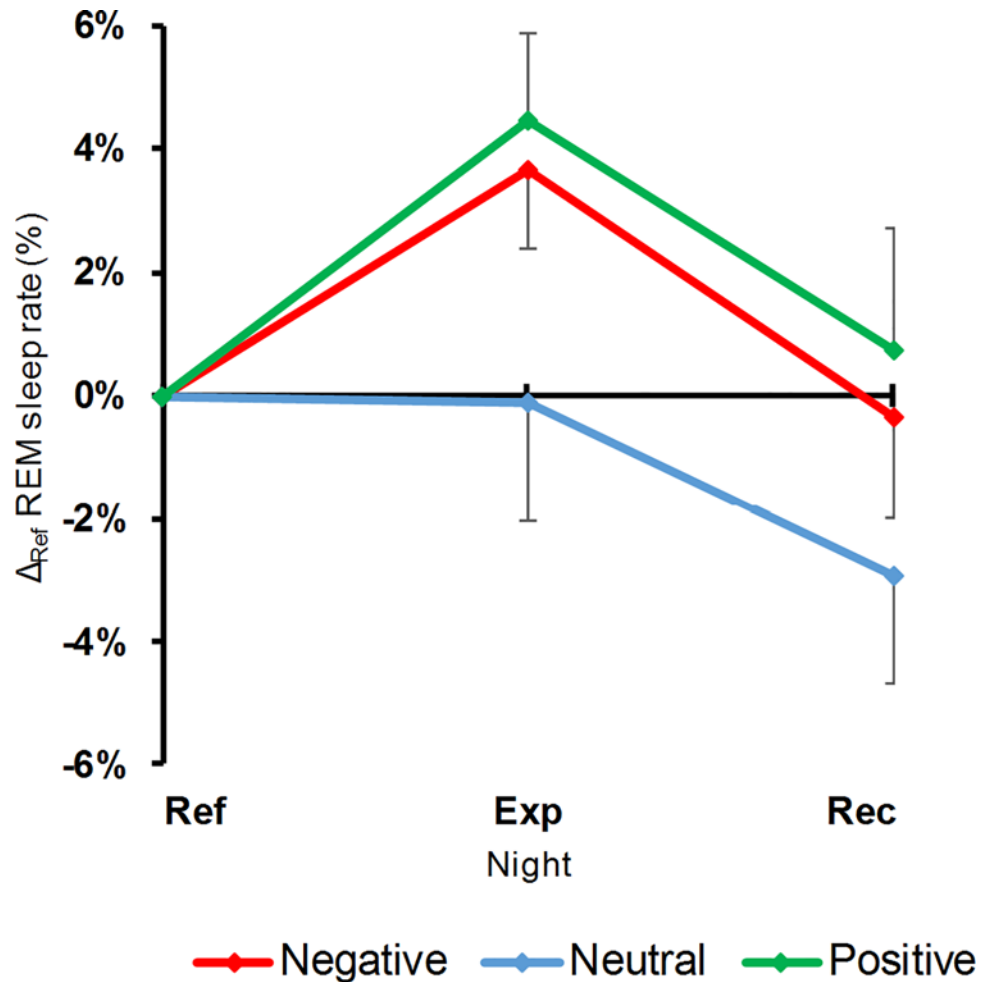 6%
4%
2%
0%
-2%
-4%
-6%
ΔRef REM sleep rate (%)
Ref Exp Rec
Night
Negative Neutral Positive